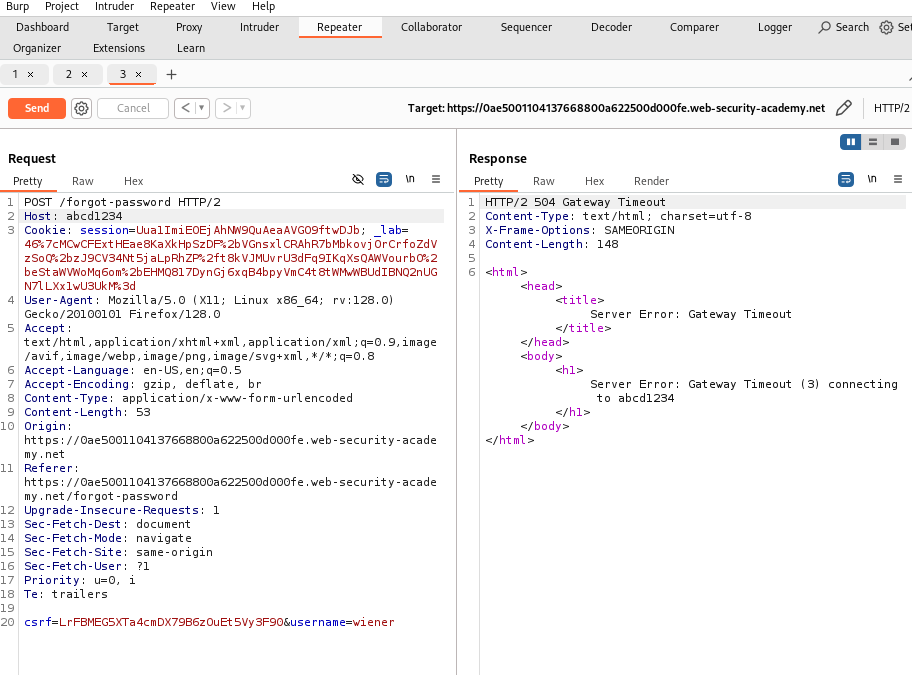 Burp Project Intruder Repeater View Help
Dashboard Target Proxy Intruder Repeater Collaborator Sequencer Decoder Comparer Logger Search
Organizer Extensions Learn
1 × 2 × 3 × +
Send Cancel < >
Target: https://0ae5001104137668800a622500d000fe.web-security-academy.net HTTP/2
Request
Pretty Raw Hex \n
1 POST /forgot-password HTTP/2
2 Host: abcd1234
3 Cookie: session=Uua1ImiEOEjAhNW9QuAeaAVGO9ftwDJb; _lab=
46%7cMCwCFExtHEae8KaXkHpSzDP%2bVGnsxlCRAhR7bMbkovjOrCrfoZdV
zSoQ%2bzJ9CV34Nt5jaLpRhZP%2ft8kVJMUvrU3dFq9IKqXsQAWVourbO%2
beStaWVWoMq6om%2bEHMQ817DynGj6xqB4bpyVmC4t8tWMwWBUdIBNQ2nUG
N7lLXx1wU3UkM%3d
4 User-Agent: Mozilla/5.0 (X11; Linux x86_64; rv:128.0)
Gecko/20100101 Firefox/128.0
5 Accept:
text/html,application/xhtml+xml,application/xml;q=0.9,image
/avif,image/webp,image/png,image/svg+xml,*/*;q=0.8
6 Accept-Language: en-US,en;q=0.5
7 Accept-Encoding: gzip, deflate, br
8 Content-Type: application/x-www-form-urlencoded
9 Content-Length: 53
10 Origin:
https://0ae5001104137668800a622500d000fe.web-security-acade
my.net
11 Referer:
https://0ae5001104137668800a622500d000fe.web-security-acade
my.net/forgot-password
12 Upgrade-Insecure-Requests: 1
13 Sec-Fetch-Dest: document
14 Sec-Fetch-Mode: navigate
15 Sec-Fetch-Site: same-origin
16 Sec-Fetch-User: ?1
17 Priority: u=0, i
18 Te: trailers
19
20 csrf=LrFBMEG5XTa4cmDX79B6zOuEt5Vy3F90&username=wiener
Response
Pretty Raw Hex Render \n
1 HTTP/2 504 Gateway Timeout
2 Content-Type: text/html; charset=utf-8
3 X-Frame-Options: SAMEORIGIN
4 Content-Length: 148
5
6 <html>
<head>
<title>
Server Error: Gateway Timeout
</title>
</head>
<body>
<h1>
Server Error: Gateway Timeout (3) connecting
to abcd1234
</h1>
</body>
</html>